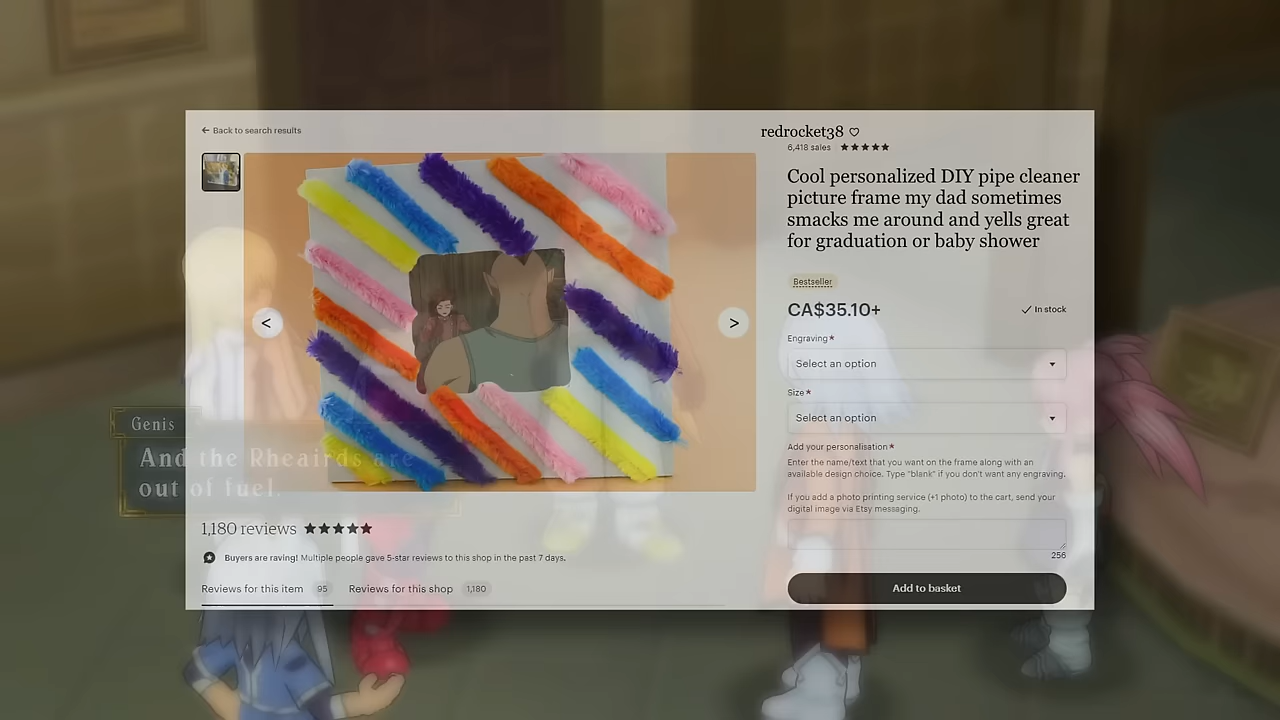 Back to search results
redrocket38
6,418 sales
Cool personalized DIY pipe cleaner
picture frame my dad sometimes
smacks me around and yells great
for graduation or baby shower
Bestseller
CA$35.10+
In stock
Engraving*
Select an option
Size*
Select an option
Add your personalisation *
Enter the name/text that you want on the frame along with an
available design choice. Type "blank" if you don't want any engraving.
If you add a photo printing service (+1 photo) to the cart, send your
digital image via Etsy messaging.
256
Add to basket
Genis
And the Rheairds are
out of fuel.
1,180 reviews
Buyers are raving! Multiple people gave 5-star reviews to this shop in the past 7 days.
Reviews for this item 95 Reviews for this shop 1,180